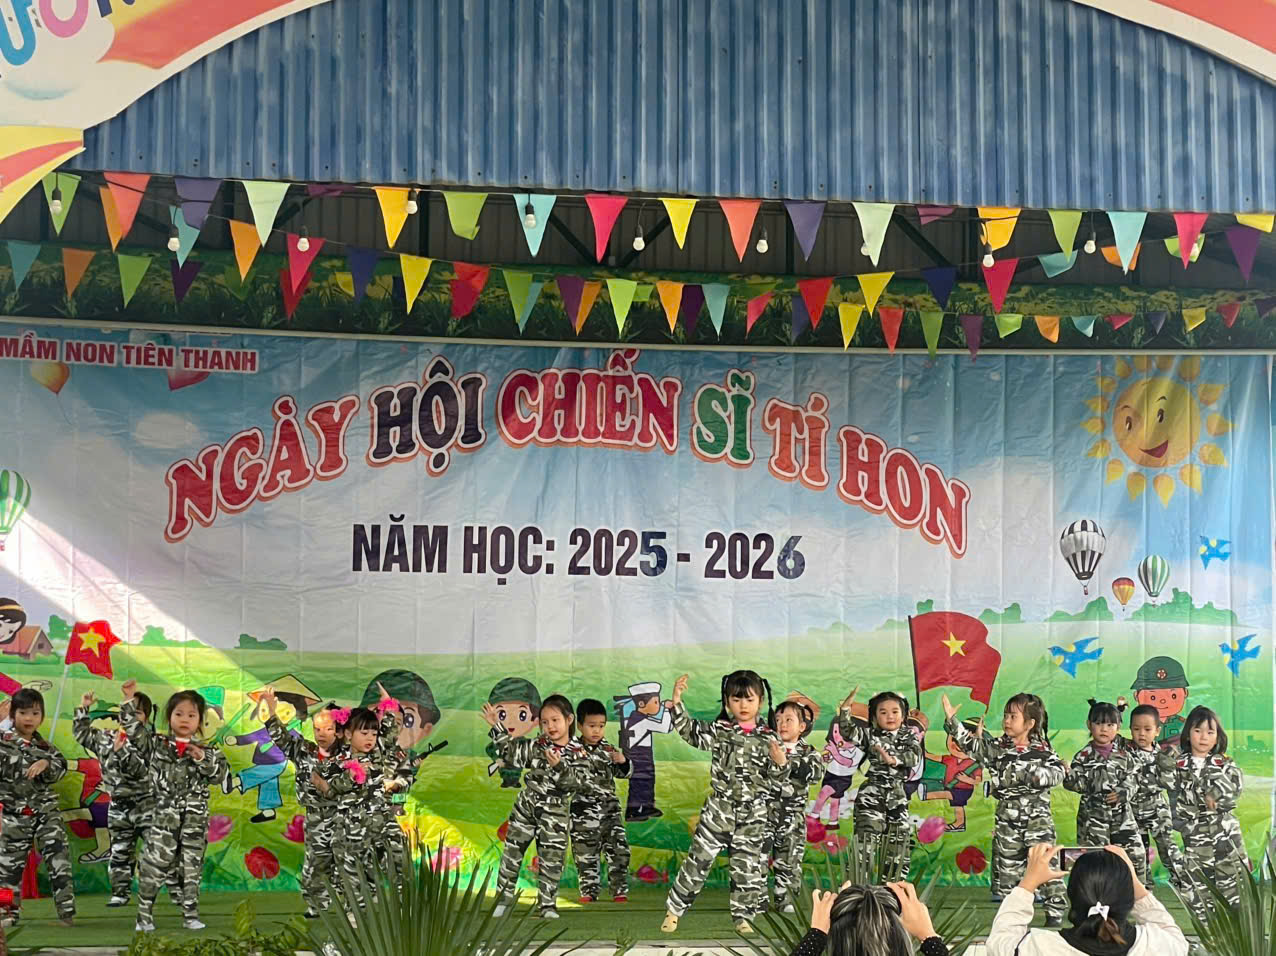 MẦM NON TIÊN THANH
NGÀY HỘI CHIẾN SĨ TÍ HON
NĂM HỌC: 2025 - 2026